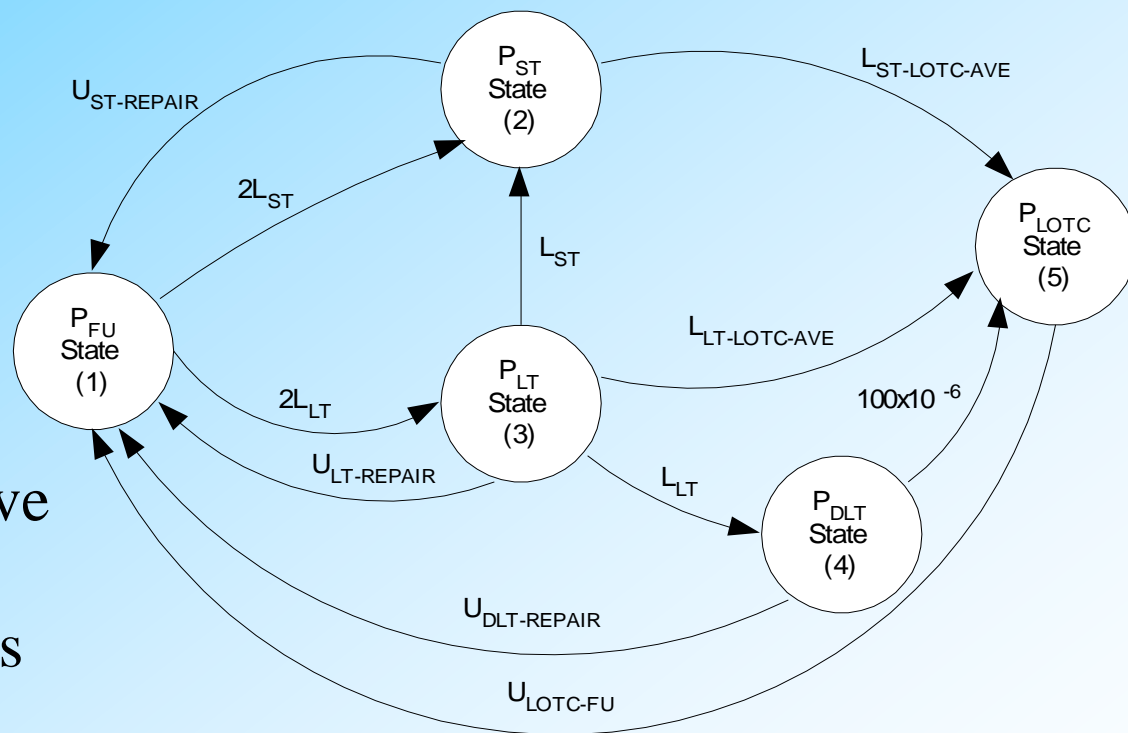 P_ST
State
(2)
L_ST-LOTC-AVE
U_ST-REPAIR
2L_ST
P_LOTC
State
(5)
L_ST
P_FU
State
(1)
L_LT-LOTC-AVE
P_LT
State
(3)
2L_LT
100x10^-6
U_LT-REPAIR
L_LT
ve
P_DLT
State
(4)
U_DLT-REPAIR
s
U_LOTC-FU